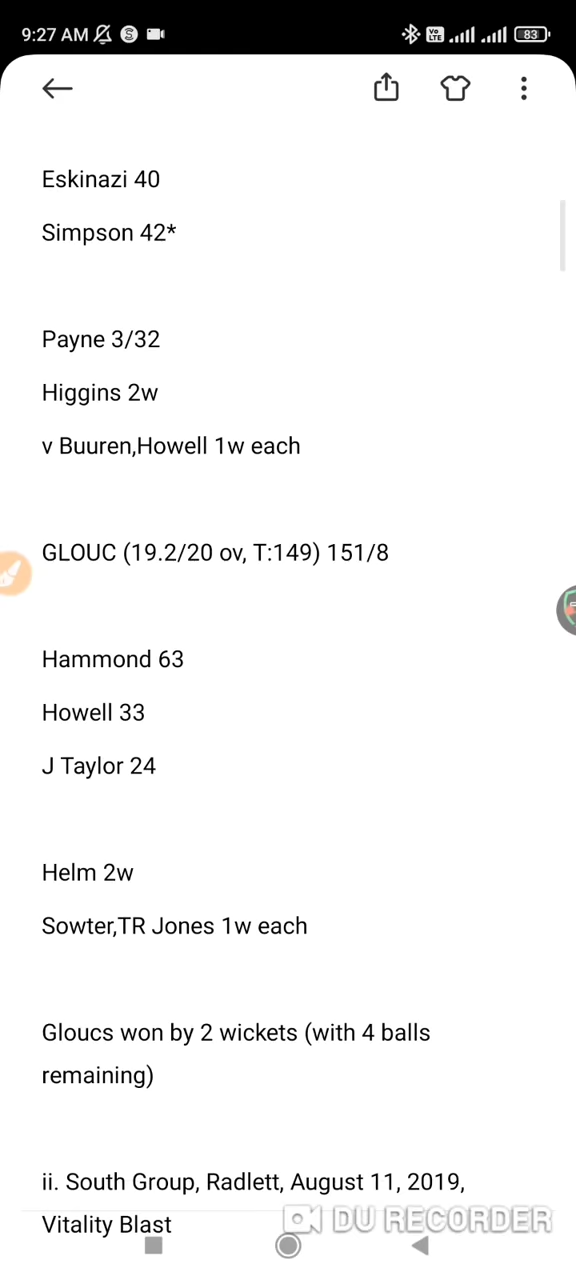 9:27 AM
Vo LTE
83
Eskinazi 40
Simpson 42*
Payne 3/32
Higgins 2w
v Buuren,Howell 1w each
GLOUC (19.2/20 ov, T:149) 151/8
Hammond 63
Howell 33
J Taylor 24
Helm 2w
Sowter,TR Jones 1w each
Gloucs won by 2 wickets (with 4 balls
remaining)
ii. South Group, Radlett, August 11, 2019,
Vitality Blast
DU RECORDER